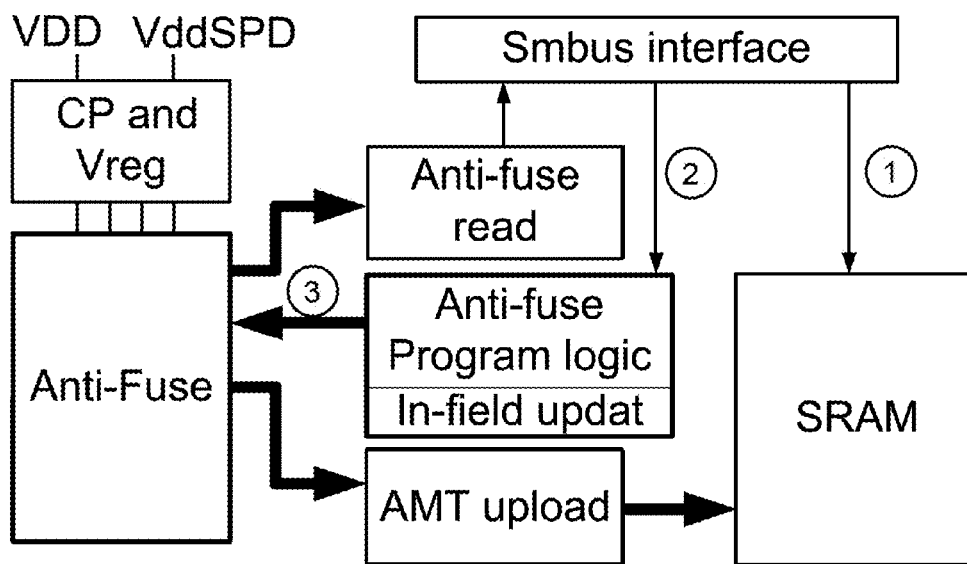 VDD VddSPD
Smbus interface
CP and
Vreg
Anti-fuse
read
2
1
3
Anti-fuse
Program logic
In-field updat
Anti-Fuse
SRAM
AMT upload